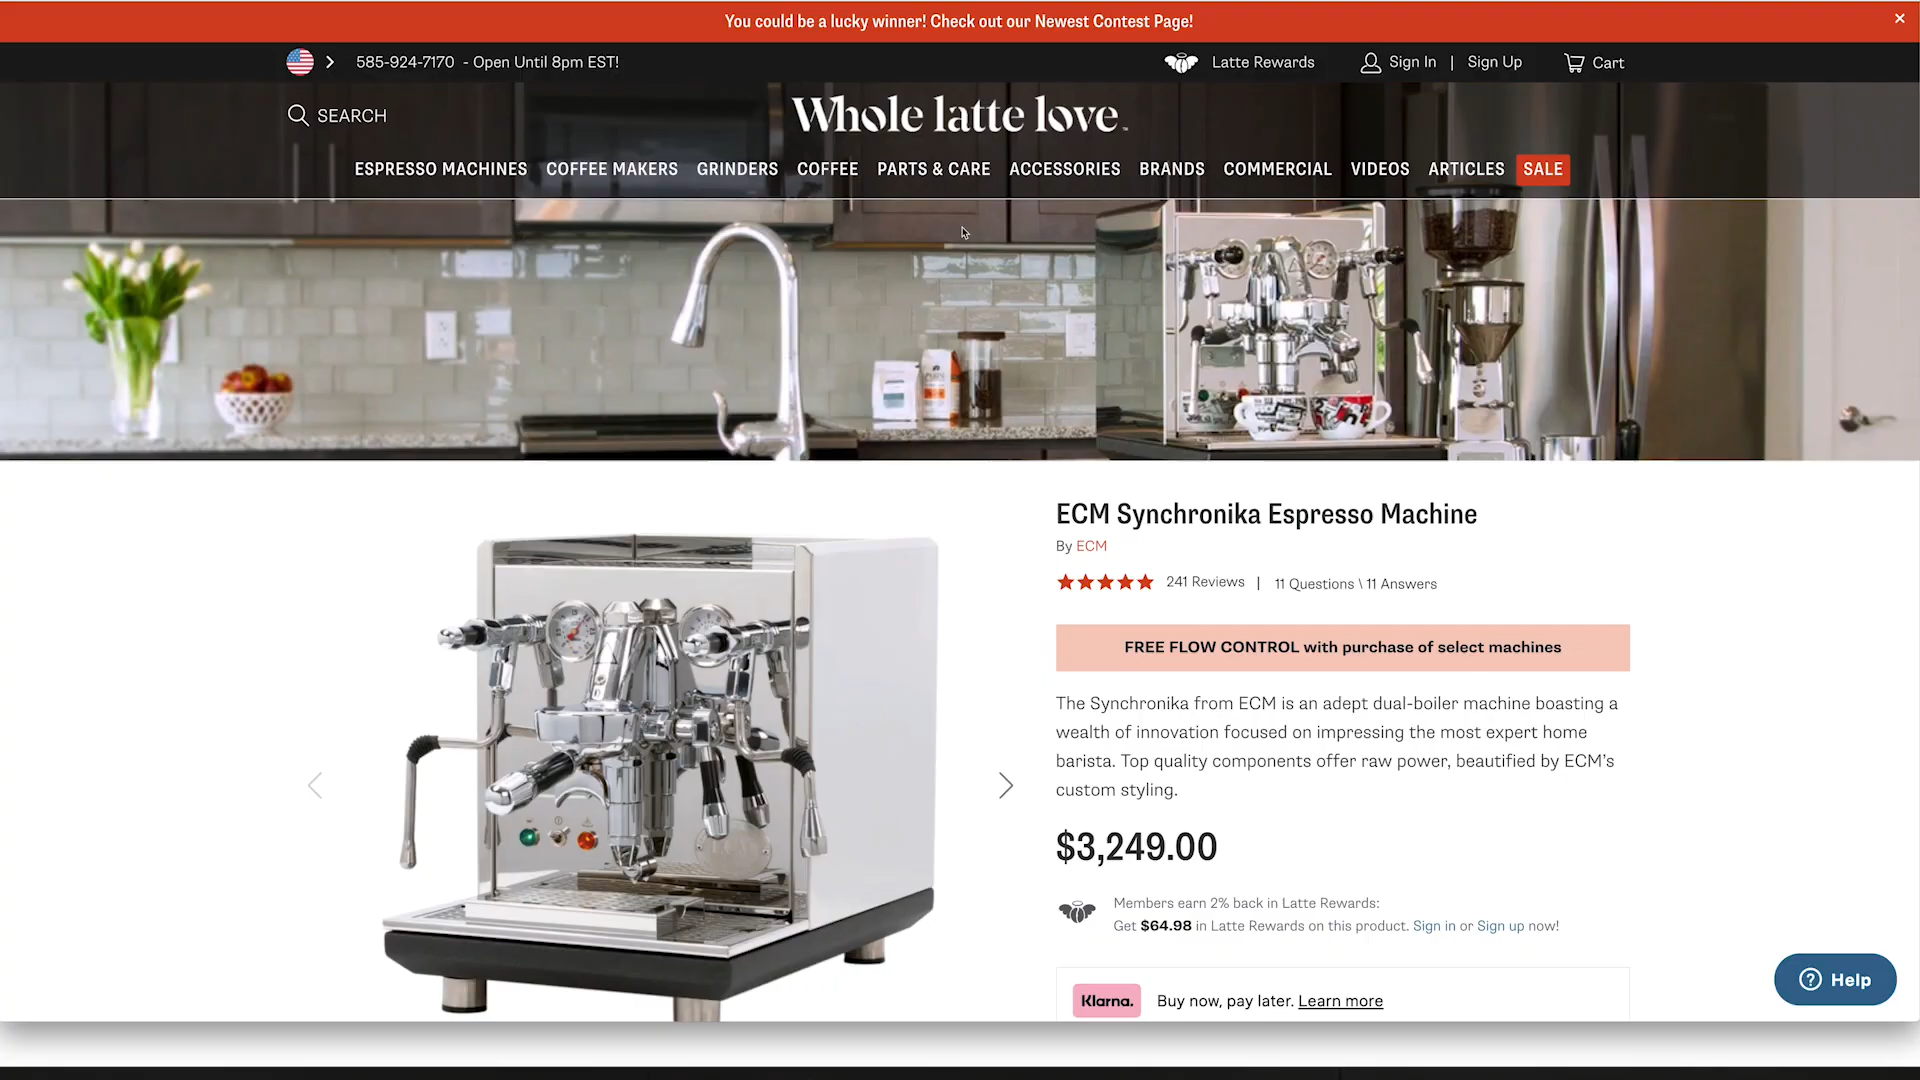 You could be a lucky winner! Check out our Newest Contest Page!
585-924-7170 - Open Until 8pm EST!
Latte Rewards
Sign In | Sign Up
Cart
SEARCH
Whole latte love™
ESPRESSO MACHINES COFFEE MAKERS GRINDERS COFFEE PARTS & CARE ACCESSORIES BRANDS COMMERCIAL VIDEOS ARTICLES SALE
ECM Synchronika Espresso Machine
By ECM
241 Reviews | 11 Questions \ 11 Answers
FREE FLOW CONTROL with purchase of select machines
The Synchronika from ECM is an adept dual-boiler machine boasting a
wealth of innovation focused on impressing the most expert home
barista. Top quality components offer raw power, beautified by ECM's
custom styling.
$3,249.00
Members earn 2% back in Latte Rewards:
Get $64.98 in Latte Rewards on this product. Sign in or Sign up now!
Klarna. Buy now, pay later. Learn more
Help